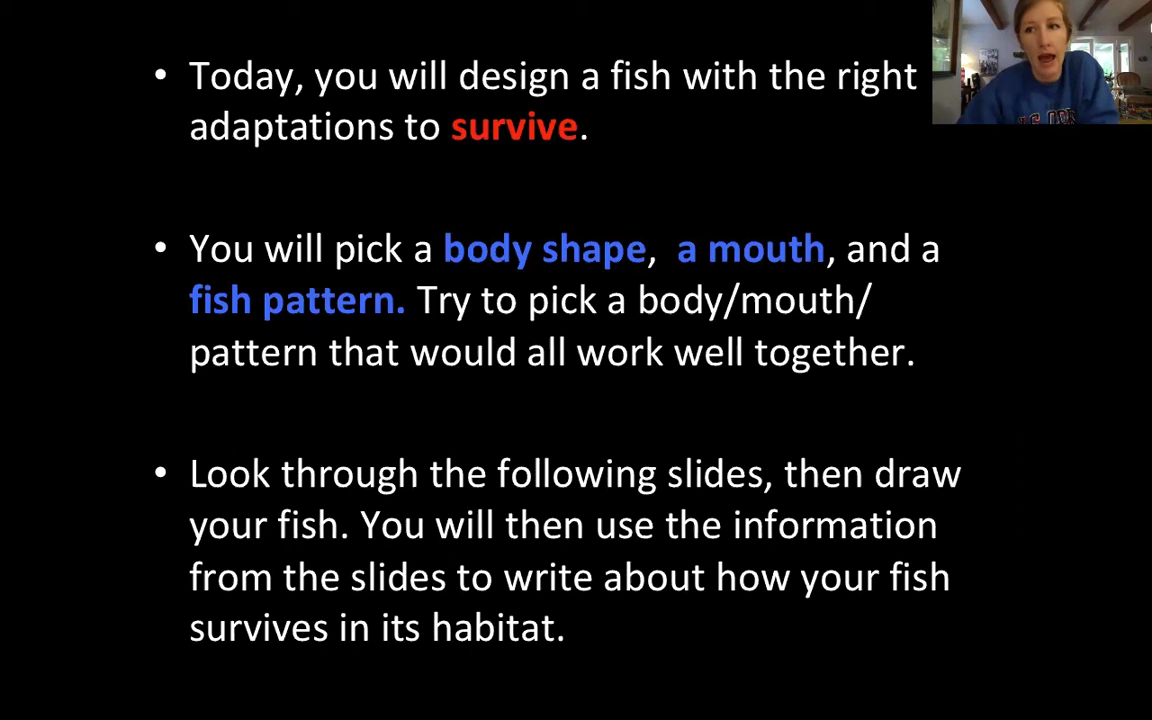 • Today, you will design a fish with the right
adaptations to survive.
• You will pick a body shape, a mouth, and a
fish pattern. Try to pick a body/mouth/
pattern that would all work well together.
• Look through the following slides, then draw
your fish. You will then use the information
from the slides to write about how your fish
survives in its habitat.